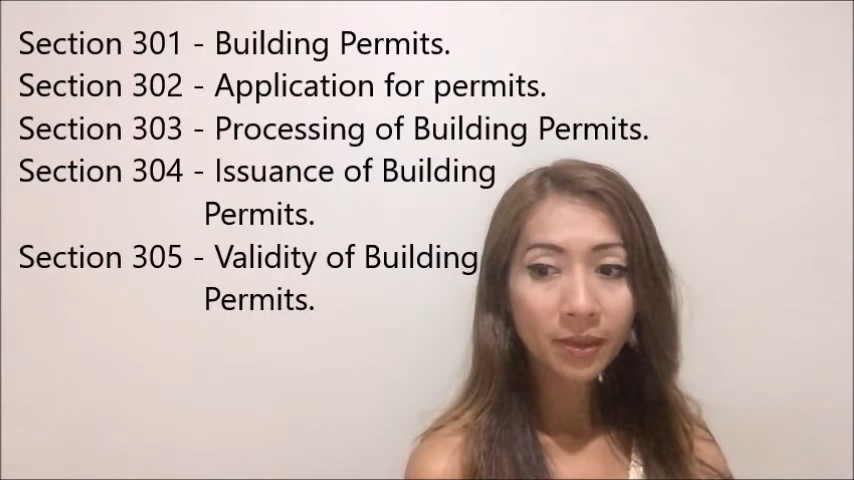 Section 301 - Building Permits.
Section 302 - Application for permits.
Section 303 - Processing of Building Permits.
Section 304 - Issuance of Building
Permits.
Section 305 - Validity of Building
Permits.